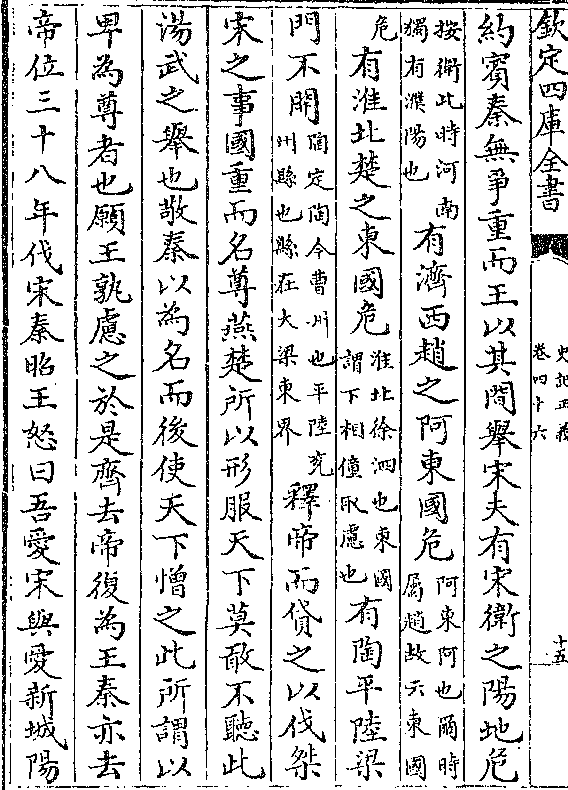 欽定四庫全書
史記正義
卷四十六
十五
約賓秦無爭重而王以其間舉宋夫有宋衛之陽地危
按衛此時河南
獨有濮陽也
有濟西趙之阿東國危
阿東阿也爾時
屬趙故云東國
危
有淮北楚之東國危
淮北徐泗也東國
謂下相僮取慮也
有陶平陸梁
門不開
陶定陶今曹州也平陸兗
州縣也縣在大梁東界
釋帝而貸之以伐桀
宋之事國重而名尊燕楚所以形服天下莫敢不聽此
湯武之舉也敬秦以為名而後使天下憎之此所謂以
卑為尊者也願王孰慮之於是齊去帝復為王秦亦去
帝位三十八年伐宋秦昭王怒曰吾愛宋與愛新城陽